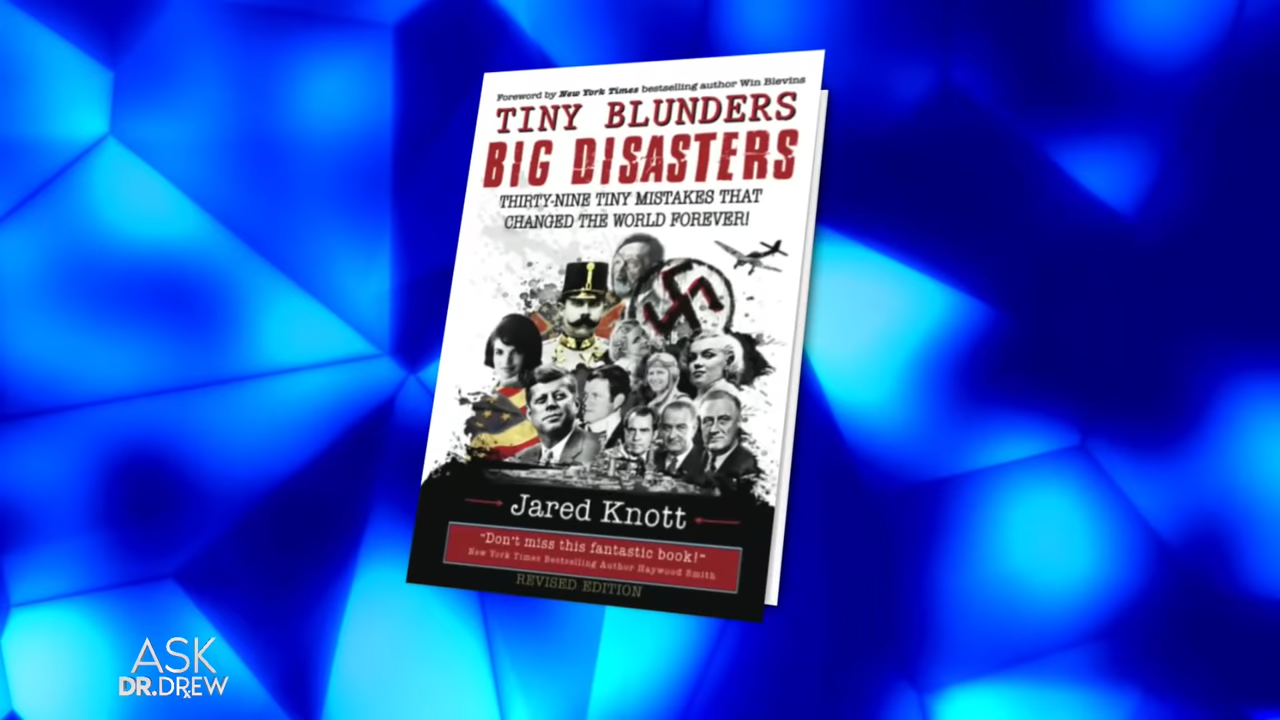 Foreword by New York Times bestselling author Win Blevins
TINY BLUNDERS
BIG DISASTERS
THIRTY-NINE TINY MISTAKES THAT
CHANGED THE WORLD FOREVER!
Jared Knott
"Don't miss this fantastic book!"
New York Times Bestselling Author Haywood Smith
REVISED EDITION
ASK
DR.DREW